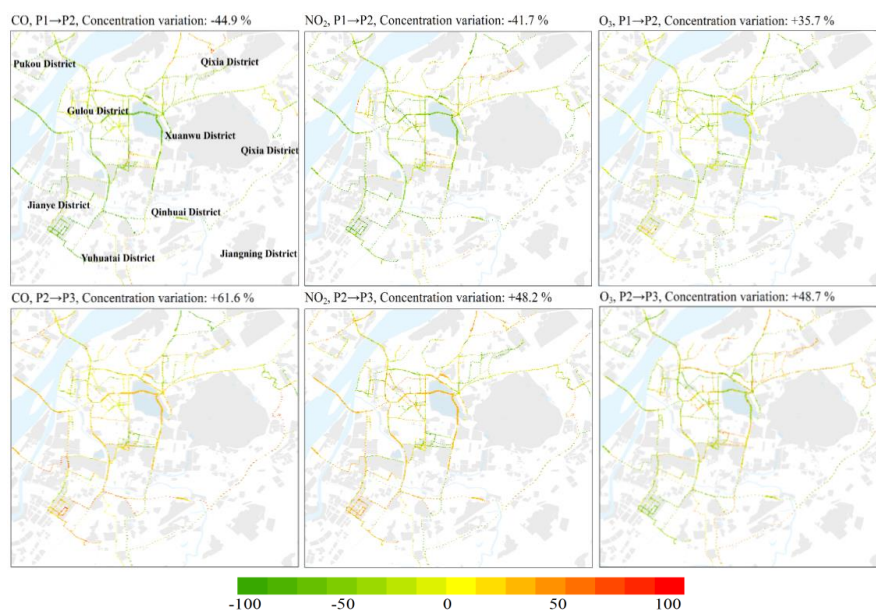 CO, P1→P2, Concentration variation: -44.9 %
NO₂, P1→P2, Concentration variation: -41.7 %
O₃, P1→P2, Concentration variation: +35.7 %
Pukou District
Qixia District
Gulou District
Xuanwu District
Qixia District
Jianye District
Qinhuai District
Yuhuatai District
Jiangning District
CO, P2→P3, Concentration variation: +61.6 %
NO₂, P2→P3, Concentration variation: +48.2 %
O₃, P2→P3, Concentration variation: +48.7 %
-100 -50 0 50 100